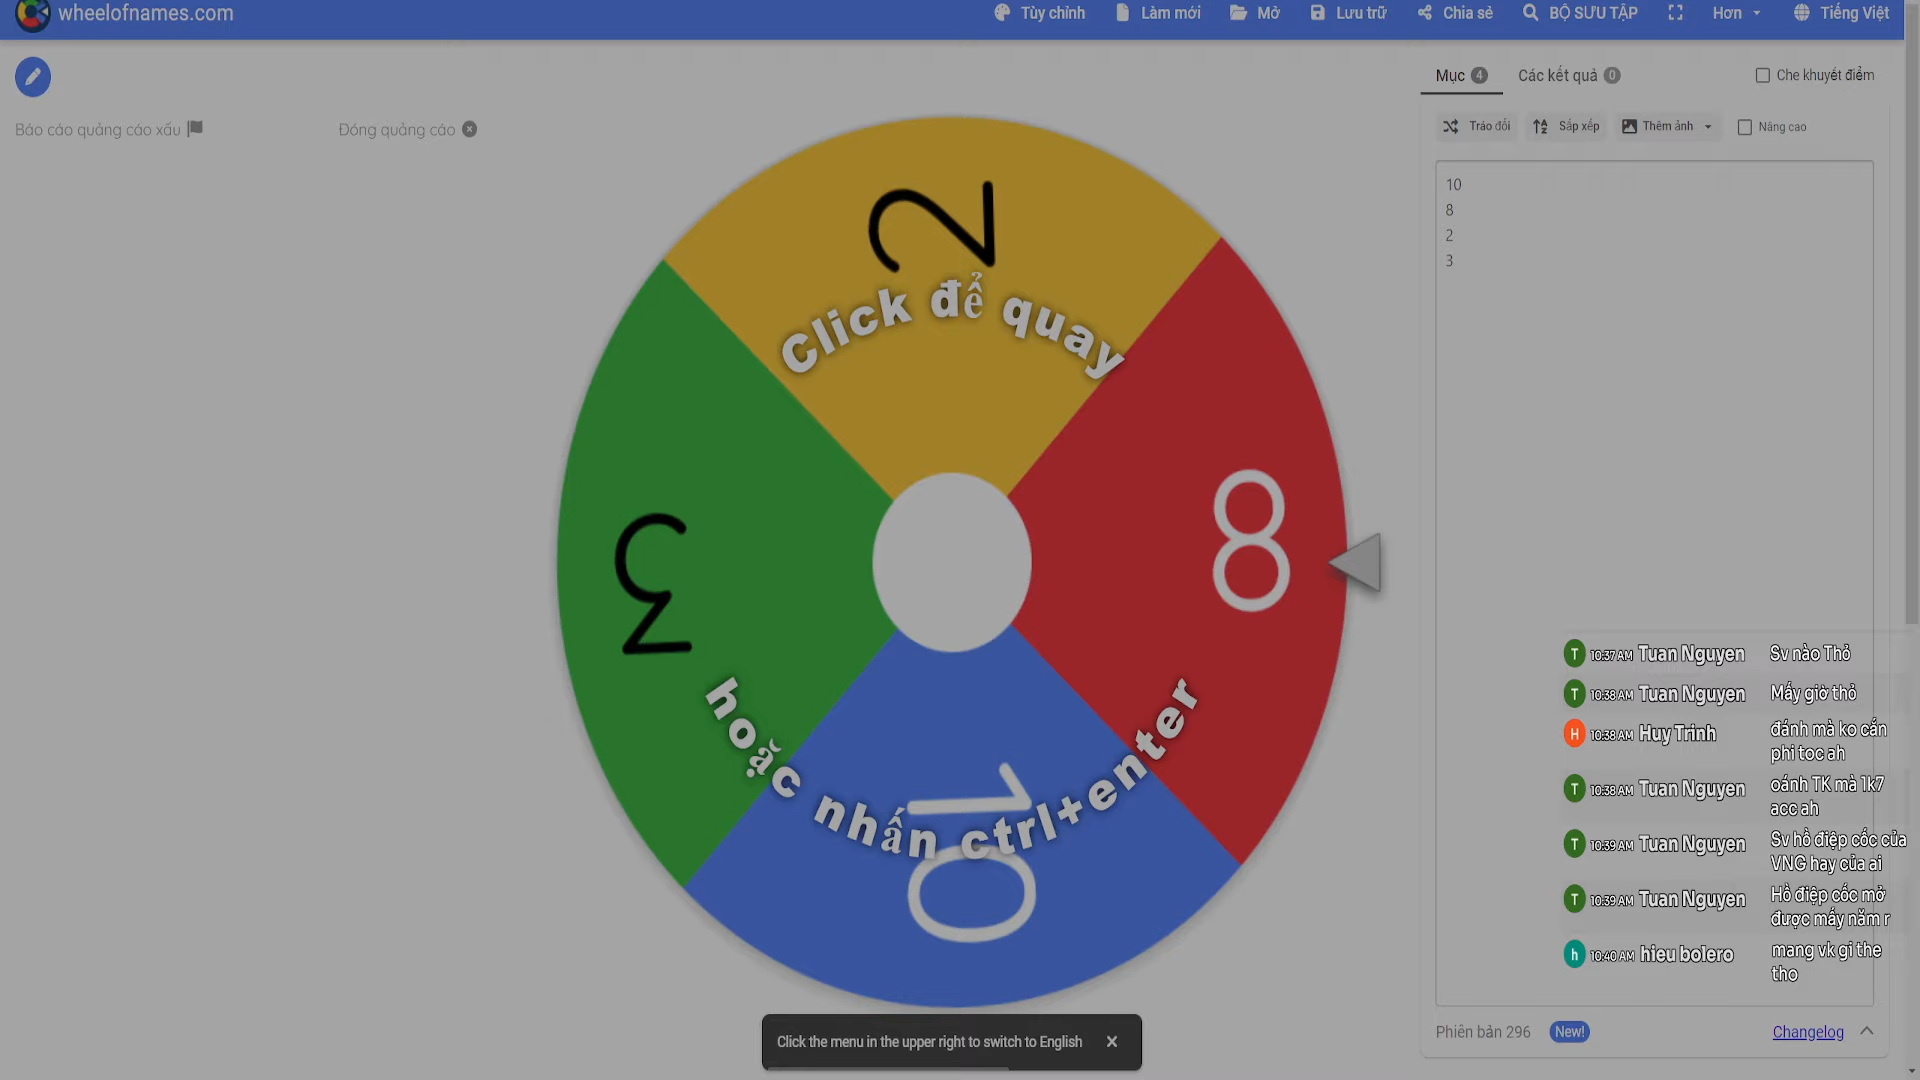 wheelofnames.com
Tùy chỉnh
Làm mới
Mở
Lưu trữ
Chia sẻ
BỘ SƯU TẬP
Hơn
Tiếng Việt
Báo cáo quảng cáo xấu
Đóng quảng cáo
Mục 4
Các kết quả 0
Che khuyết điểm
Tráo đổi
Sắp xếp
Thêm ảnh
Nâng cao
10
8
2
3
2
Click để quay
8
3
hoặc nhấn ctrl+enter
10
T 10:37 AM Tuan Nguyen Sv nào Thỏ
T 10:38 AM Tuan Nguyen Mấy giờ thỏ
H 10:38 AM Huy Trinh đánh mà ko cắn
phi toc ah
T 10:38 AM Tuan Nguyen oánh TK mà 1k7
acc ah
T 10:39 AM Tuan Nguyen Sv hồ điệp cốc của
VNG hay của ai
T 10:39 AM Tuan Nguyen Hồ điệp cốc mở
được mấy năm r
h 10:40 AM hieu bolero mang vk gi the
tho
Phiên bản 296
New!
Changelog
Click the menu in the upper right to switch to English